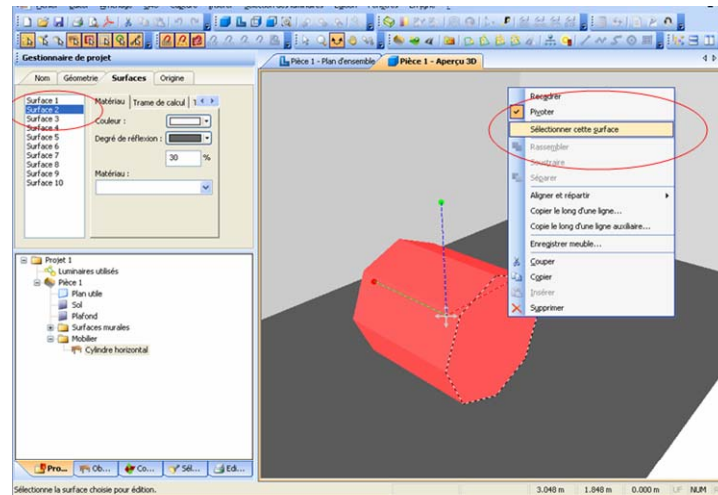 Gestionnaire de projet
Pièce 1 - Plan d'ensemble
Pièce 1 - Aperçu 3D
Nom
Géometrie
Surfaces
Origine
Surface 1
Surface 2
Surface 3
Surface 4
Surface 5
Surface 6
Surface 7
Surface 8
Surface 9
Surface 10
Matériau
Trame de calcul
Couleur :
Degré de réflexion :
30 %
Matériau :
Recadrer
Pivoter
Sélectionner cette surface
Rassembler
Soustraire
Séparer
Aligner et répartir
Copier le long d'une ligne...
Copie le long d'une ligne auxiliaire...
Enregistrer meuble...
Couper
Copier
Insérer
Supprimer
Projet 1
Luminaires utilisés
Pièce 1
Plan utile
Sol
Plafond
Surfaces murales
Mobilier
Cylindre horizontal
Pro...
Ob...
Co...
Sél...
Edi...
Sélectionne la surface choisie pour édition.
3.048 m
1.848 m
0.000 m
UF
NUM